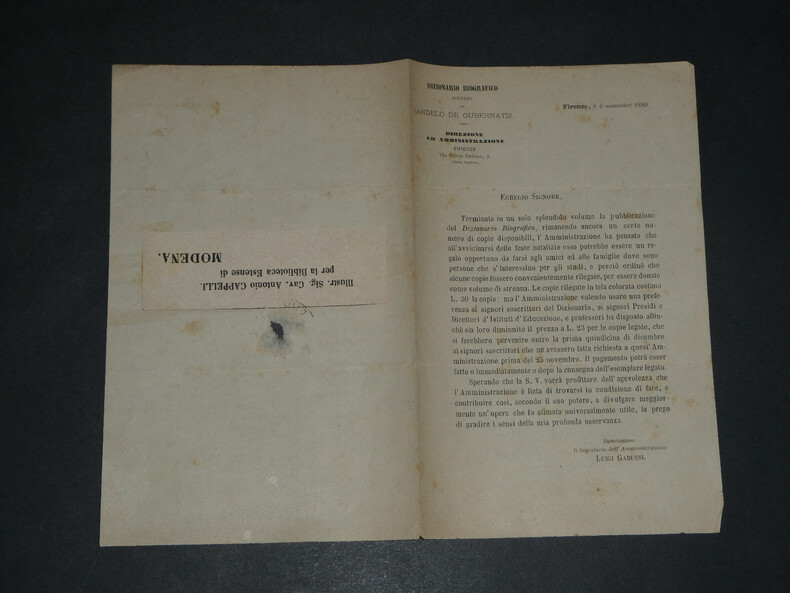 DIZIONARIO BIOGRAFICO
DIRETTO
DA
ANGELO DE GUBERNATIS
DIREZIONE
ED AMMINISTRAZIONE
FIRENZE
Via Silvio Pellico, 1
Firenze, 8
EGREGIO SIGNORE,
Terminata in un solo splendido volume la pubblicazione
del Dizionario Biografico, rimanendo ancora un certo nu-
mero di copie disponibili, l'Amministrazione ha pensato che
all'avvicinarsi delle feste natalizie esso potrebbe essere un re-
galo opportuno da farsi agli amici ed alle famiglie dove sono
persone che s'interessino per gli studi, e perciò ordinò che
alcune copie fossero convenientemente rilegate, per essere donate
come volume di strenna. Le copie rilegate in tela colorata costano
L. 30 la copia; ma l'Amministrazione volendo usare una prefe-
renza ai signori soscrittori del Dizionario, ai signori Presidi o
Direttori d'Istituti d'Educazione, e professori ha disposto affin-
chè sia loro diminuito il prezzo a L. 23 per le copie legate, che
si farebbero pervenire entro la prima quindicina di dicembre
ai signori soscrittori che ne avessero fatta richiesta a quest'Am-
ministrazione prima del 25 novembre. Il pagamento potrà esser
fatto o immediatamente o dopo la consegna dell'esemplare legato.
Sperando che la S. V. vorrà profittare dell'agevolezza che
l'Amministrazione è lieta di trovarsi in condizione di fare, e
contribuire così, secondo il suo potere, a divulgare maggior-
mente un'opera che fu stimata universalmente utile, la prego
di gradire i sensi della mia profonda osservanza.
Devotissimo
Il Segretario dell'Amministrazione
LUIGI GABUSSI.
Illustr. Sig. Cav. Antonio CAPPELLI
per la Biblioteca Estense di
MODENA.